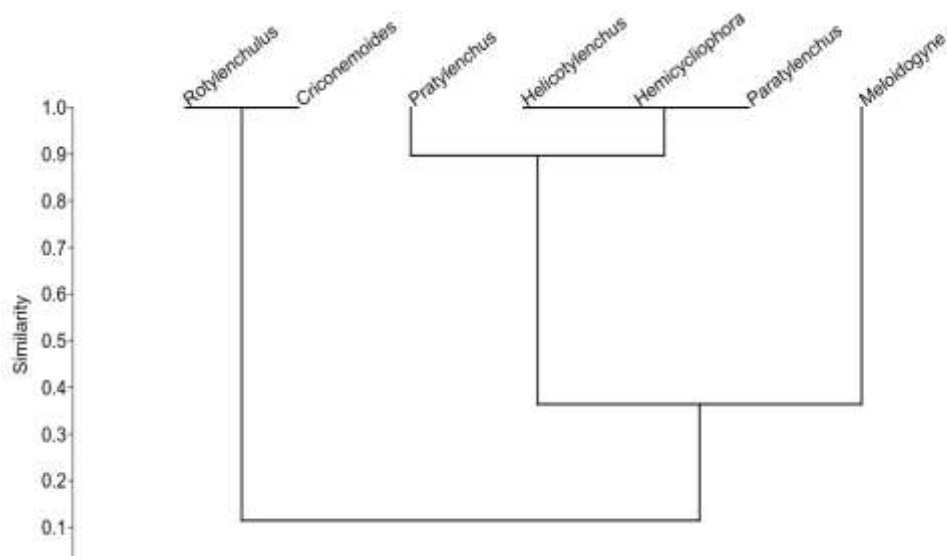 Rotylenchulus
Criconemoides
Pratylenchus
Helicotylenchus
Hemicycliophora
Paratylenchus
Meloidogyne
1.0
0.9
0.8
0.7
0.6
0.5
0.4
0.3
0.2
0.1
Similarity